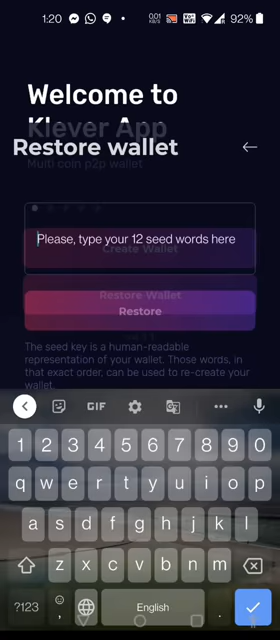 1:20
0.01
KB/S
92%
Welcome to
Klever App
Restore wallet
Multi coin p2p wallet
Please, type your 12 seed words here
Create Wallet
Restore Wallet
Restore
The seed key is a human-readable
representation of your wallet. Those words, in
that exact order, can be used to re-create your
wallet.
GIF
1 2 3 4 5 6 7 8 9 0
q w e r t y u i o p
a s d f g h j k l
z x c v b n m
?123 , English .